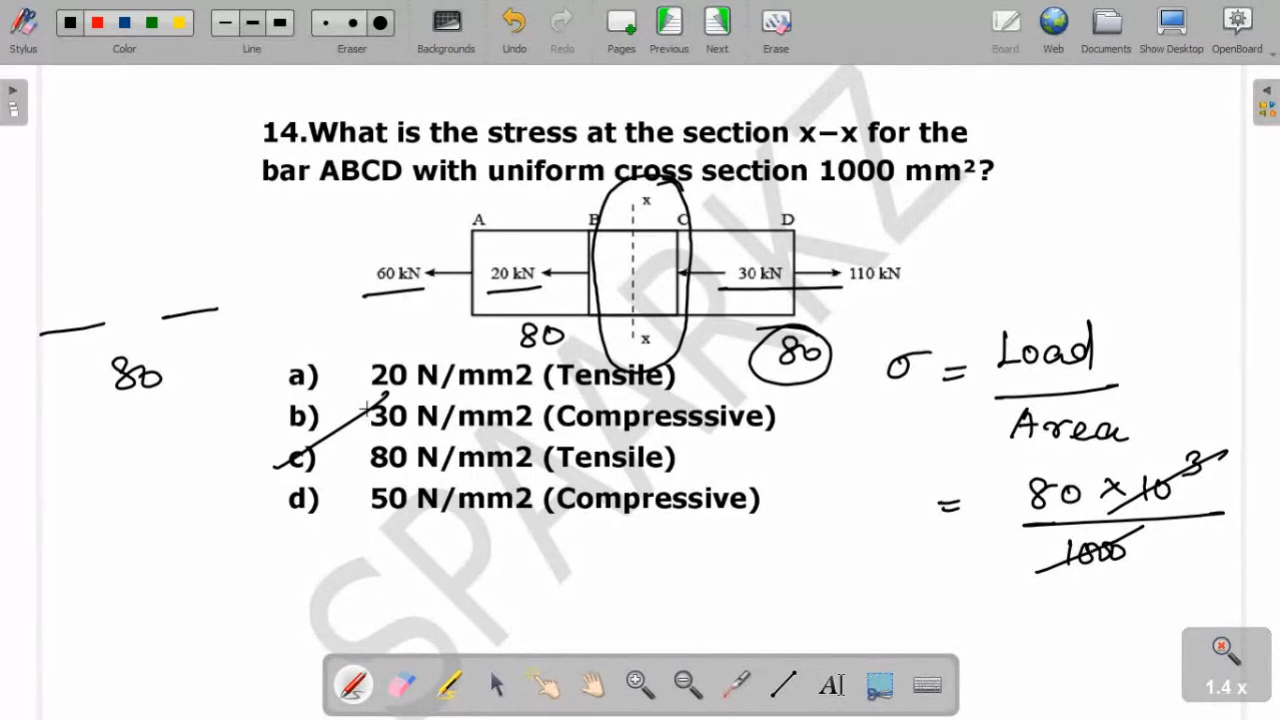 Stylus Color Line Eraser Backgrounds Undo Redo Pages Previous Next Erase Board Web Documents Show Desktop OpenBoard
14.What is the stress at the section x−x for the
bar ABCD with uniform cross section 1000 mm²?
x
A B C D
60 kN 20 kN 30 kN 110 kN
80 x 80
80
a) 20 N/mm2 (Tensile)
b) 30 N/mm2 (Compresssive)
c) 80 N/mm2 (Tensile)
d) 50 N/mm2 (Compressive)
σ = Load
Area
= 80 × 10³
1000
SPAARKZ
1.4 x